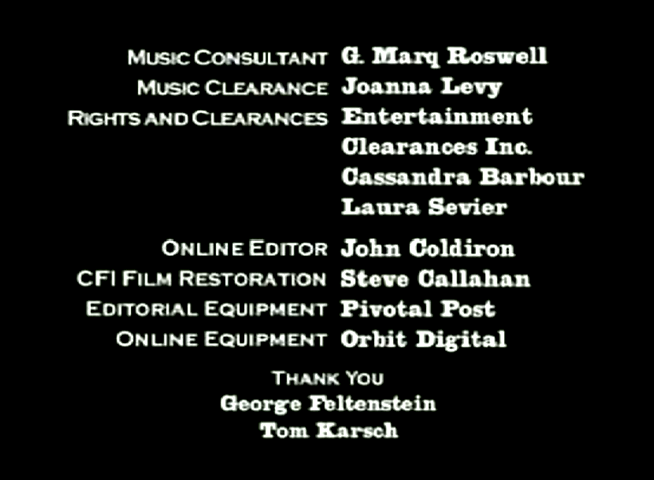 Music Consultant G. Marq Roswell
Music Clearance Joanna Levy
Rights and Clearances Entertainment
Clearances Inc.
Cassandra Barbour
Laura Sevier
Online Editor John Coldiron
CFI Film Restoration Steve Callahan
Editorial Equipment Pivotal Post
Online Equipment Orbit Digital
Thank You
George Feltenstein
Tom Karsch